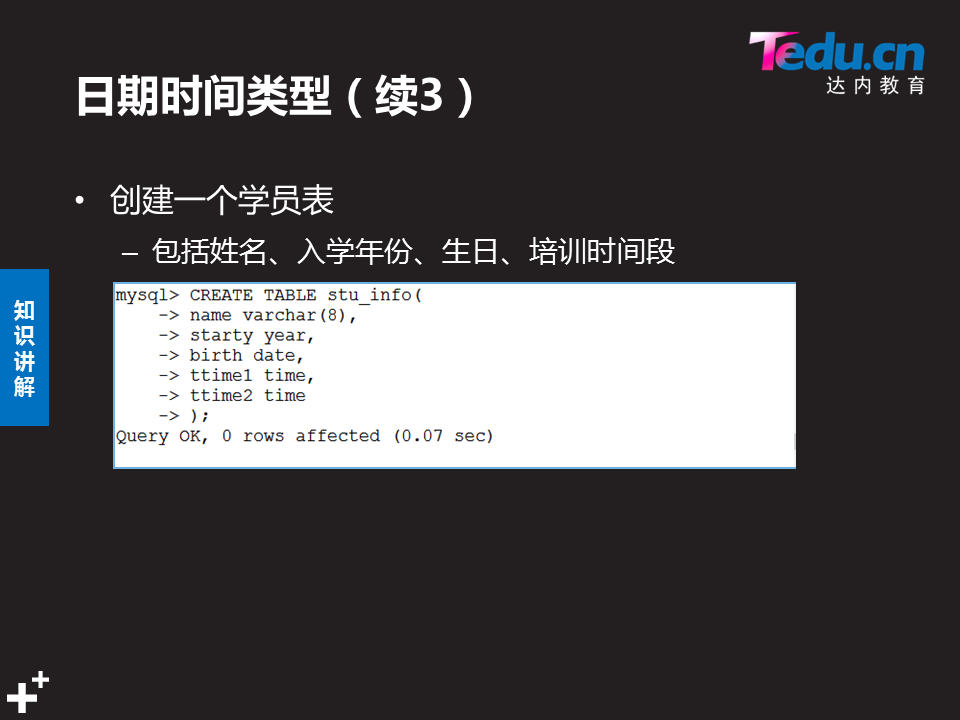 Tedu.cn
达内教育
日期时间类型（续3）
• 创建一个学员表
– 包括姓名、入学年份、生日、培训时间段
知识讲解
mysql> CREATE TABLE stu_info(
-> name varchar(8),
-> starty year,
-> birth date,
-> ttime1 time,
-> ttime2 time
-> );
Query OK, 0 rows affected (0.07 sec)